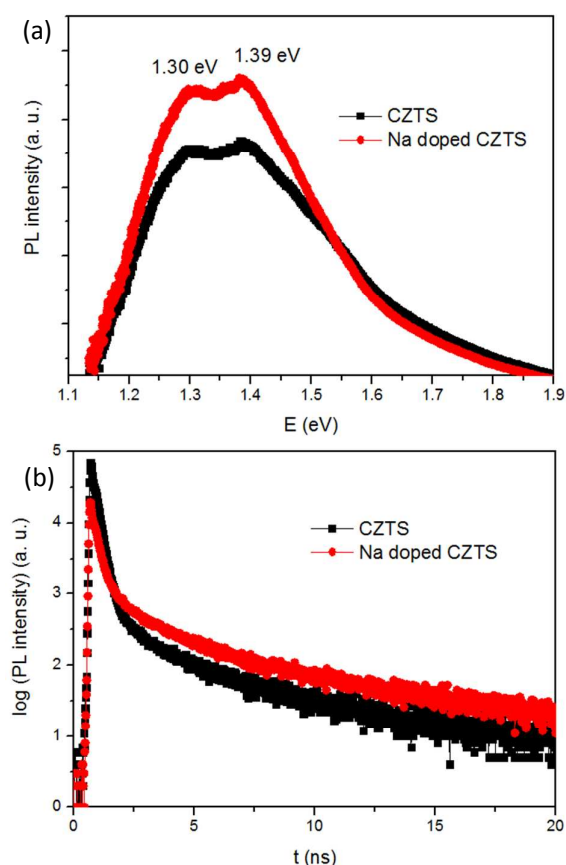 (a)
1.30 eV
1.39 eV
CZTS
Na doped CZTS
PL intensity (a. u.)
1.1 1.2 1.3 1.4 1.5 1.6 1.7 1.8 1.9
E (eV)
(b)
5
4
3
2
1
0
CZTS
Na doped CZTS
log (PL intensity) (a. u.)
0 5 10 15 20
t (ns)